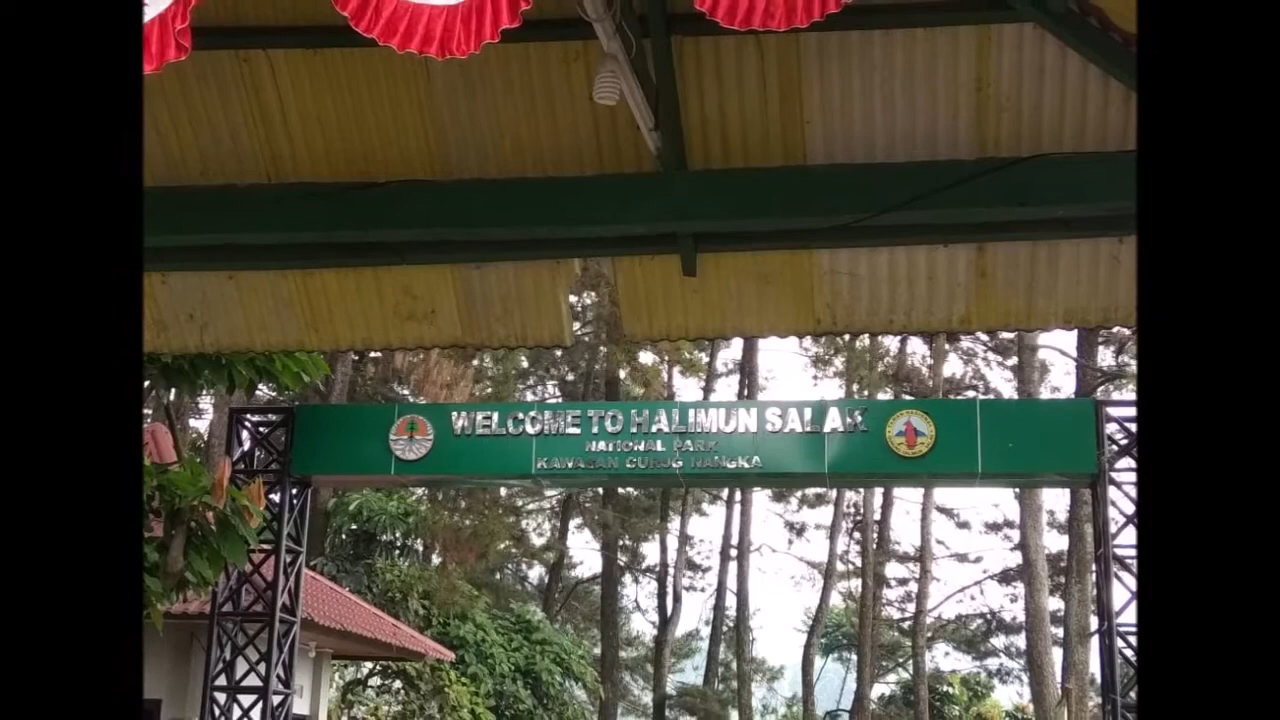 WELCOME TO HALIMUN SALAK
NATIONAL PARK
KAWASAN CURUG NANGKA